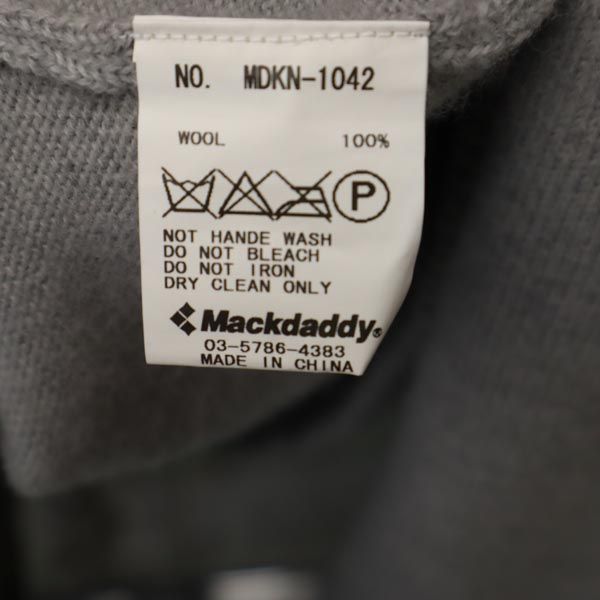 NO. MDKN-1042
WOOL 100%
P
NOT HANDE WASH
DO NOT BLEACH
DO NOT IRON
DRY CLEAN ONLY
Mackdaddy®
03-5786-4383
MADE IN CHINA